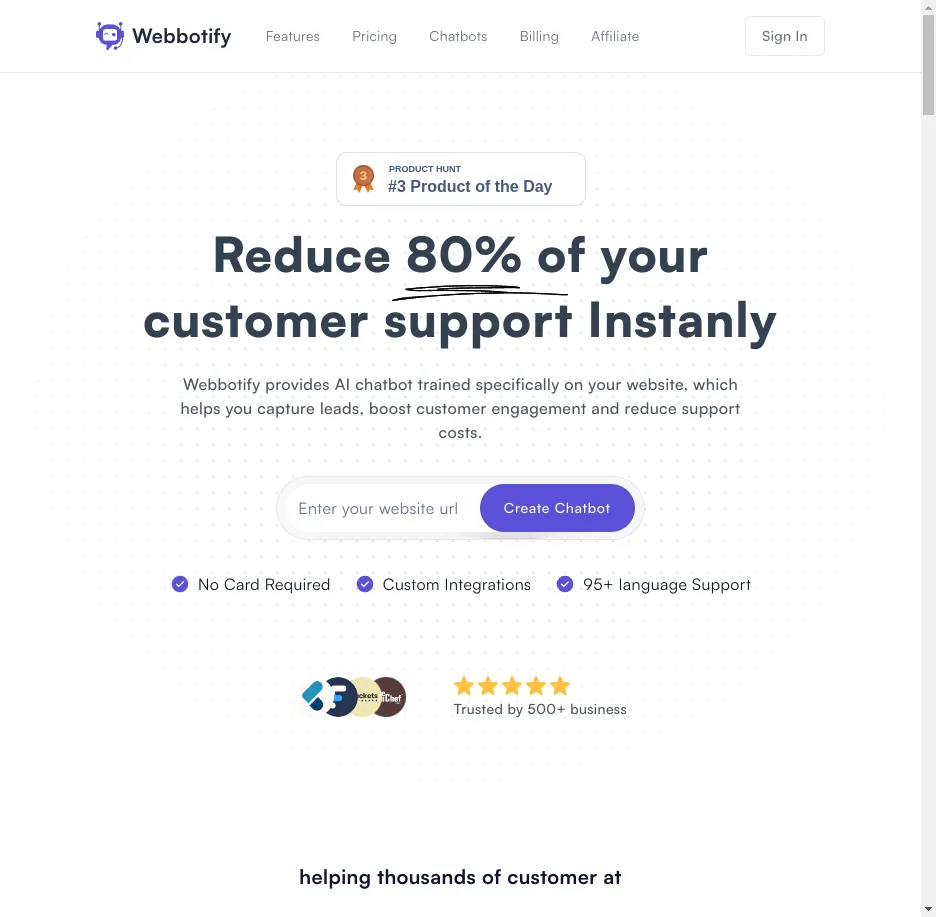 Webbotify
Features
Pricing
Chatbots
Billing
Affiliate
Sign In
3
PRODUCT HUNT
#3 Product of the Day
Reduce 80% of your
customer support Instanly
Webbotify provides AI chatbot trained specifically on your website, which
helps you capture leads, boost customer engagement and reduce support
costs.
Enter your website url
Create Chatbot
No Card Required
Custom Integrations
95+ language Support
Trusted by 500+ business
helping thousands of customer at